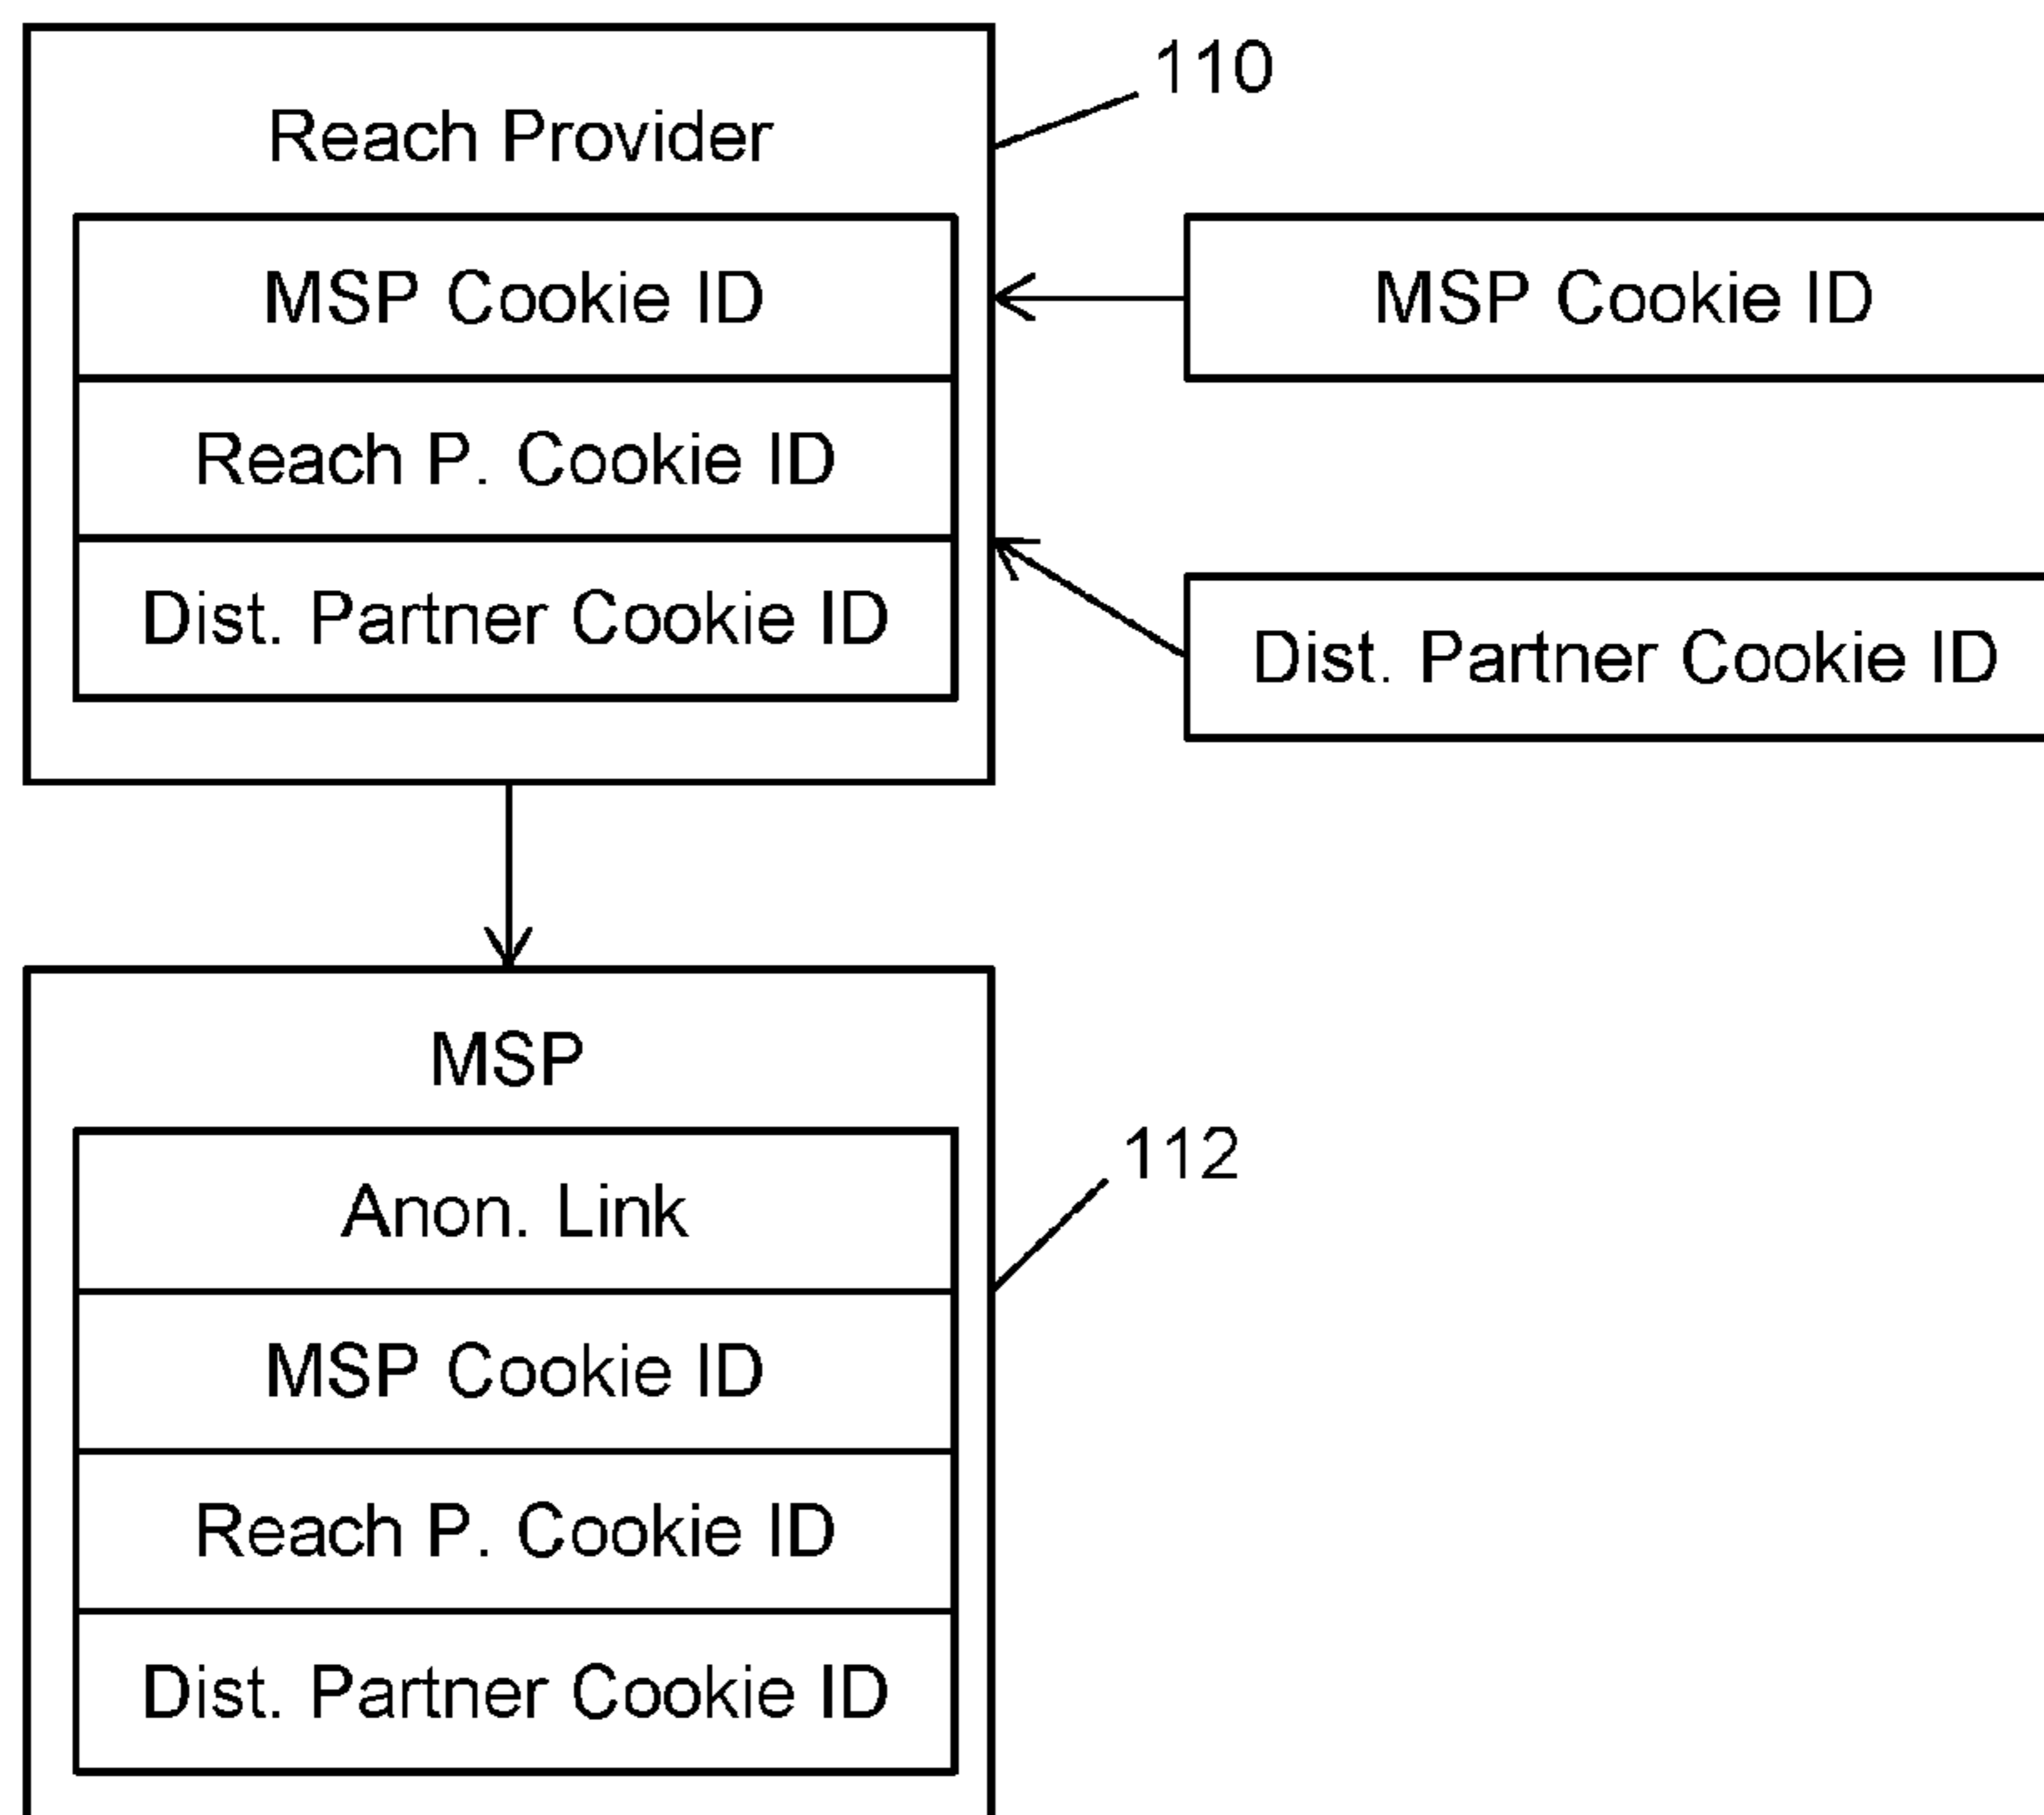 110
Reach Provider
MSP Cookie ID
MSP Cookie ID
Reach P. Cookie ID
Dist. Partner Cookie ID
Dist. Partner Cookie ID
MSP
112
Anon. Link
MSP Cookie ID
Reach P. Cookie ID
Dist. Partner Cookie ID